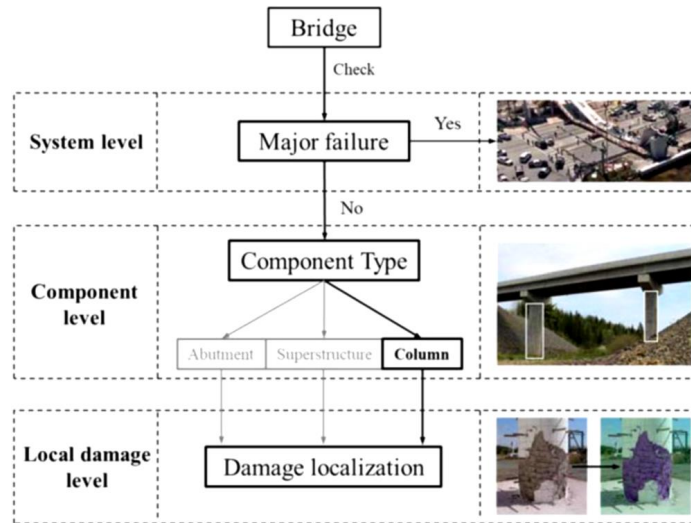 Bridge
Check
System level
Major failure
Yes
No
Component
level
Component Type
Abutment
Superstructure
Column
Local damage
level
Damage localization